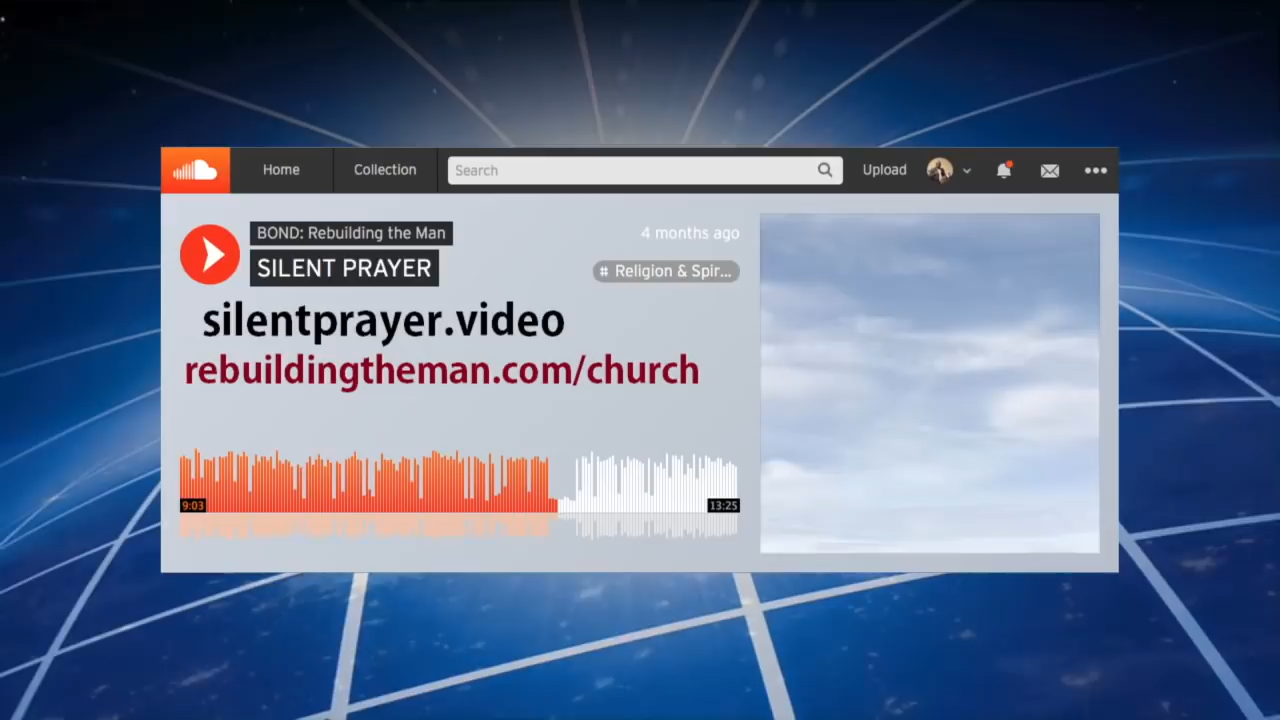 Home
Collection
Search
Upload
BOND: Rebuilding the Man
4 months ago
SILENT PRAYER
# Religion & Spir...
silentprayer.video
rebuildingtheman.com/church
9:03
13:25